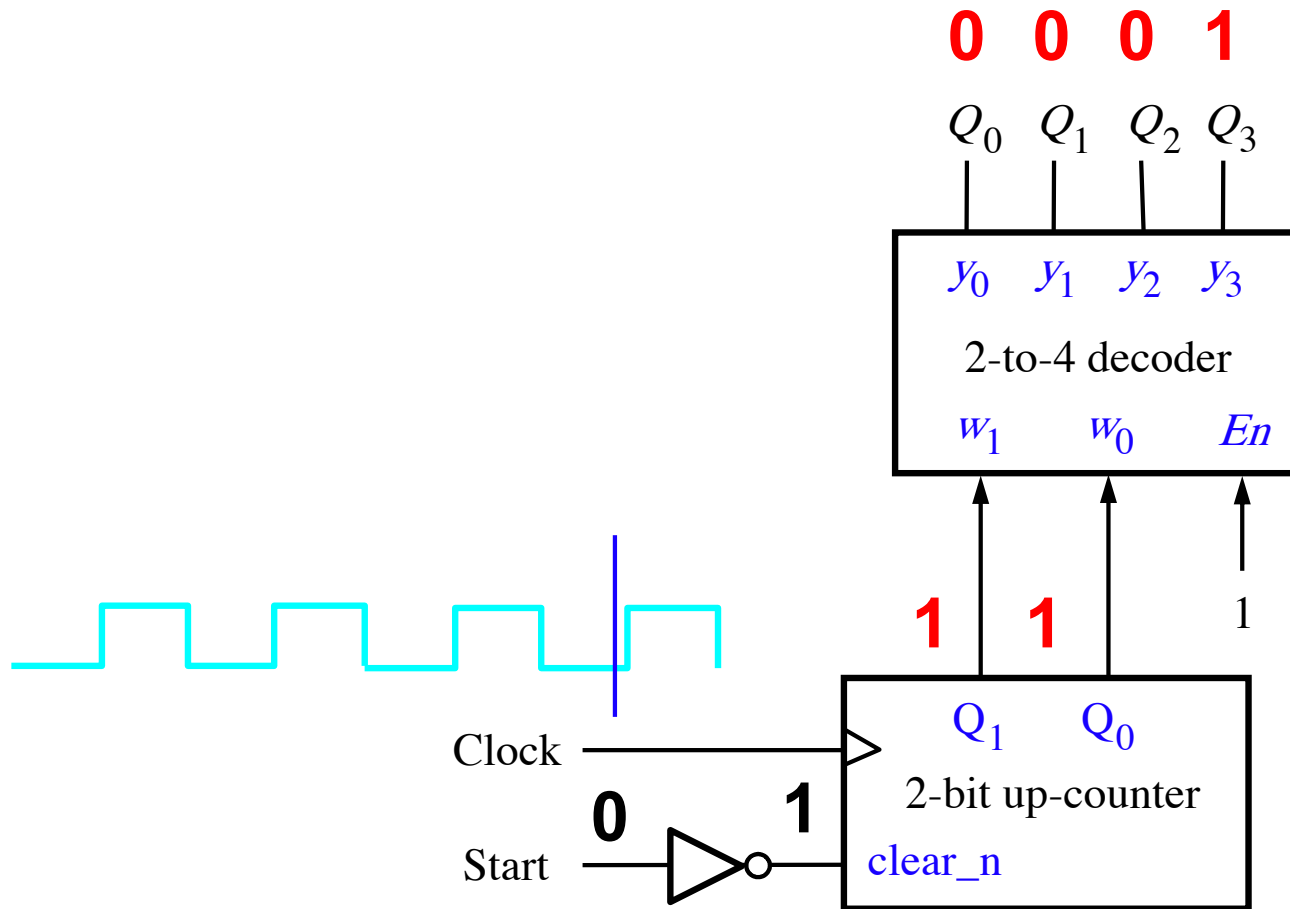 0 0 0 1
Q0 Q1 Q2 Q3
y0 y1 y2 y3
2-to-4 decoder
w1 w0 En
1 1 1
Q1 Q0
Clock
2-bit up-counter
0 1
Start
clear_n